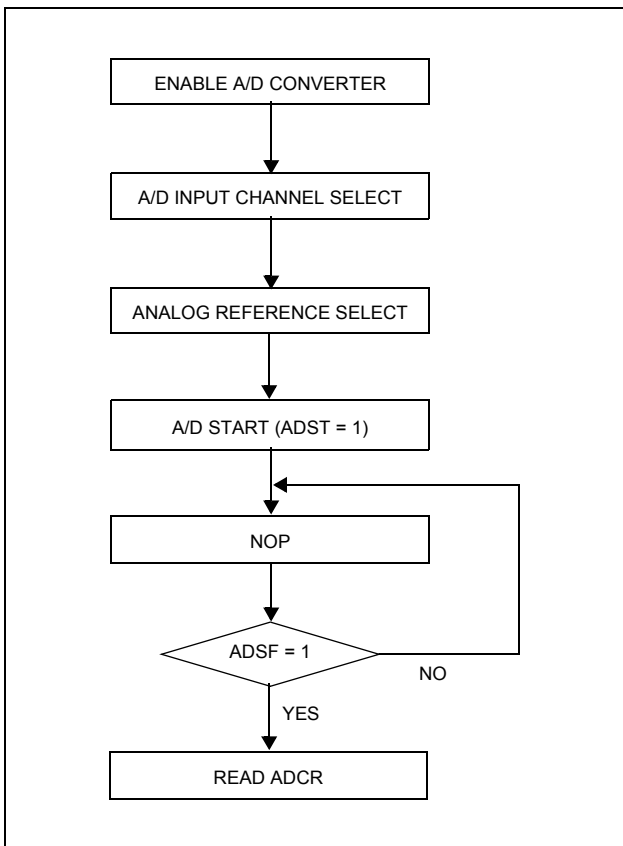 ENABLE A/D CONVERTER
A/D INPUT CHANNEL SELECT
ANALOG REFERENCE SELECT
A/D START (ADST = 1)
NOP
ADSF = 1
NO
YES
READ ADCR